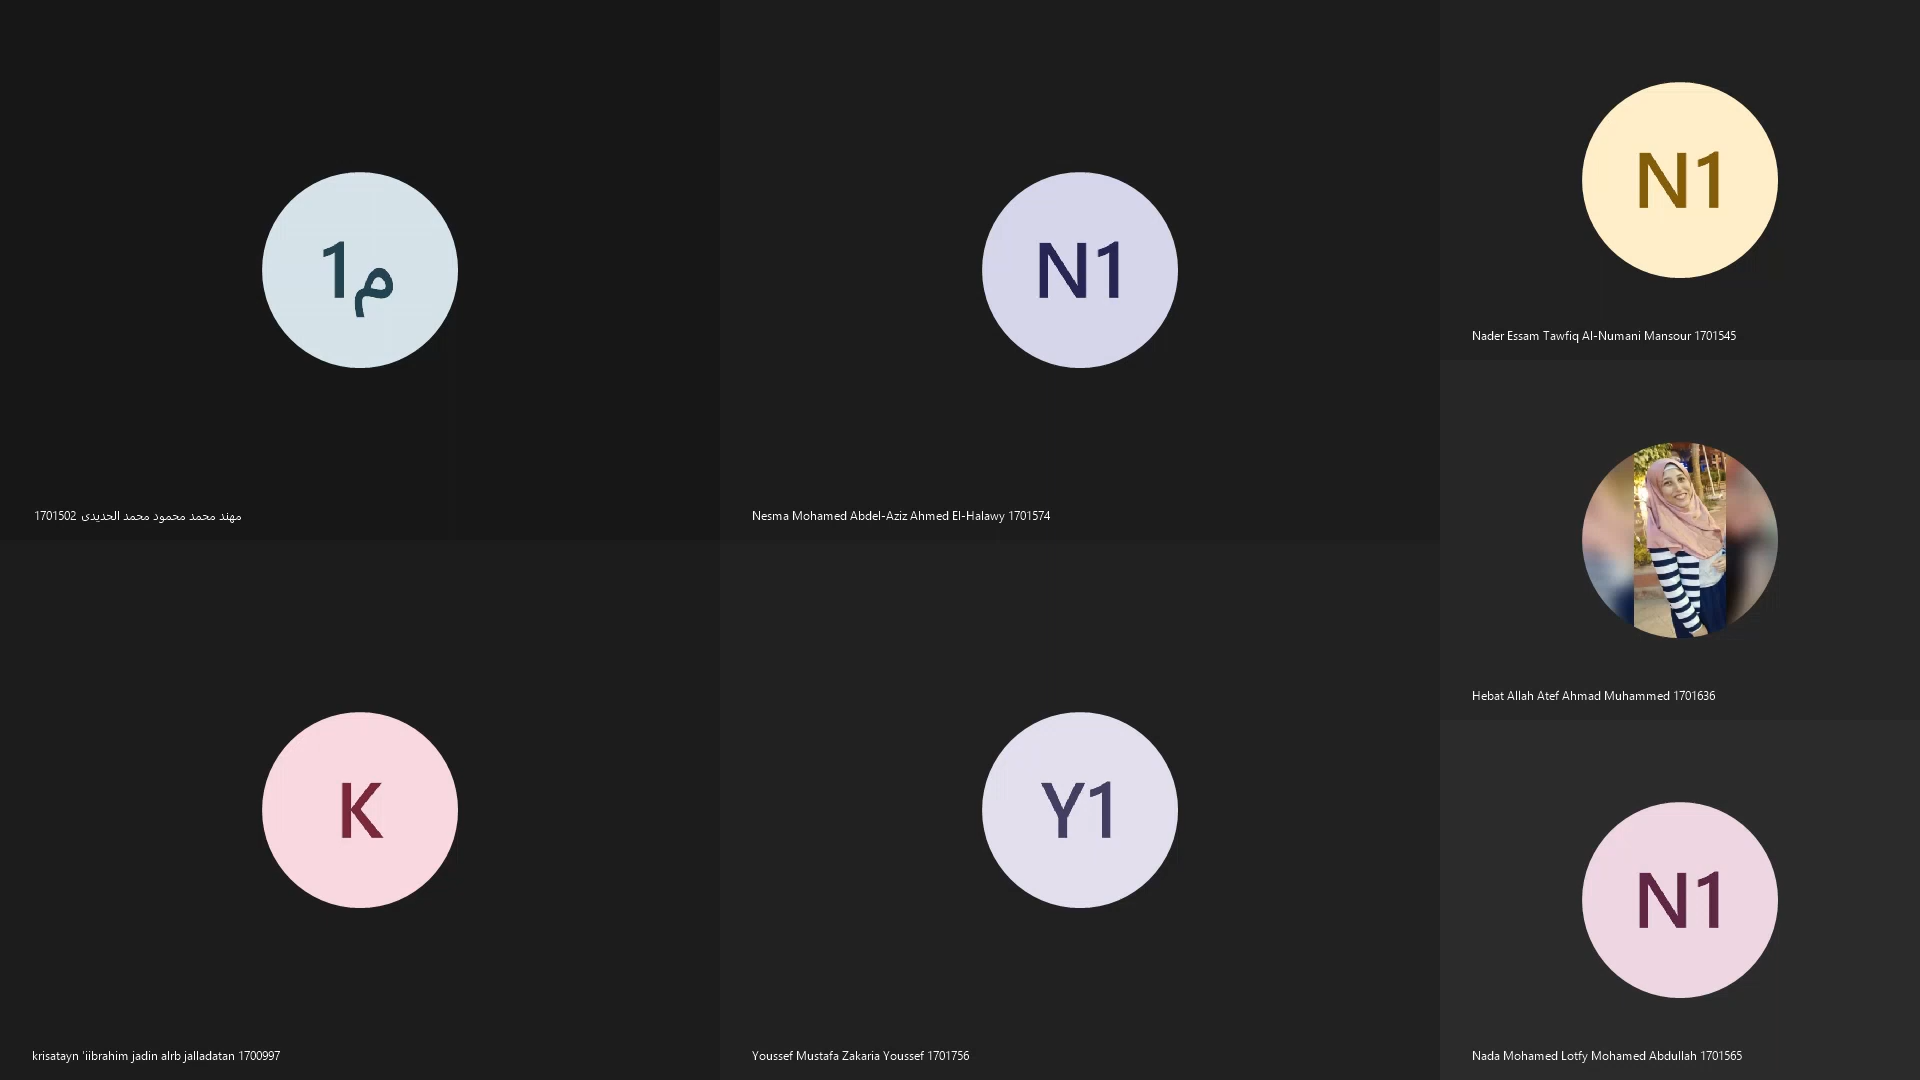 م1
مهند محمد محمود محمد الحديدى 1701502
N1
Nesma Mohamed Abdel-Aziz Ahmed El-Halawy 1701574
N1
Nader Essam Tawfiq Al-Numani Mansour 1701545
Hebat Allah Atef Ahmad Muhammed 1701636
K
krisatayn 'iibrahim jadin alrb jalladatan 1700997
Y1
Youssef Mustafa Zakaria Youssef 1701756
N1
Nada Mohamed Lotfy Mohamed Abdullah 1701565